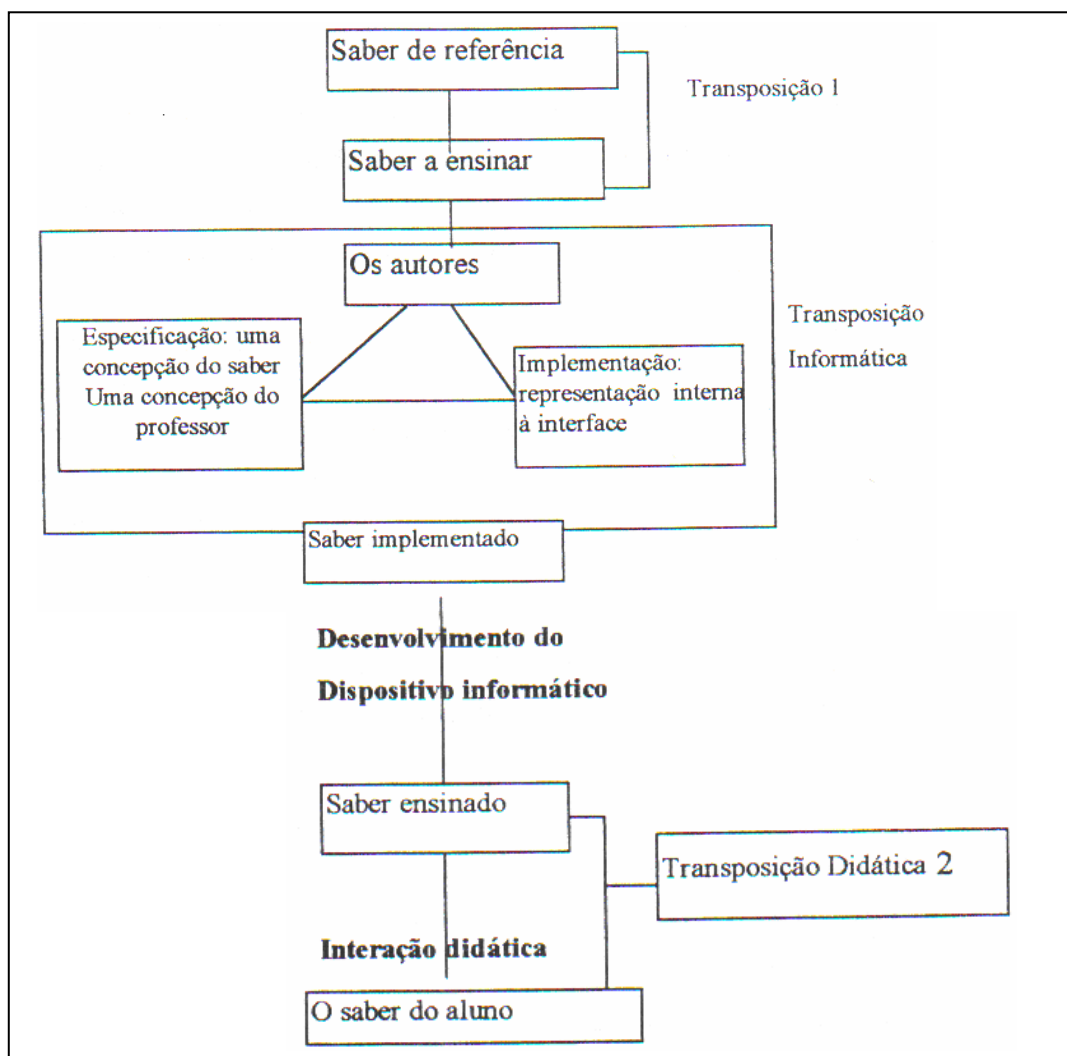 Saber de referência
Transposição 1
Saber a ensinar
Os autores
Especificação: uma
concepção do saber
Uma concepção do
professor
Implementação:
representação interna
à interface
Transposição
Informática
Saber implementado
Desenvolvimento do
Dispositivo informático
Saber ensinado
Transposição Didática 2
Interação didática
O saber do aluno